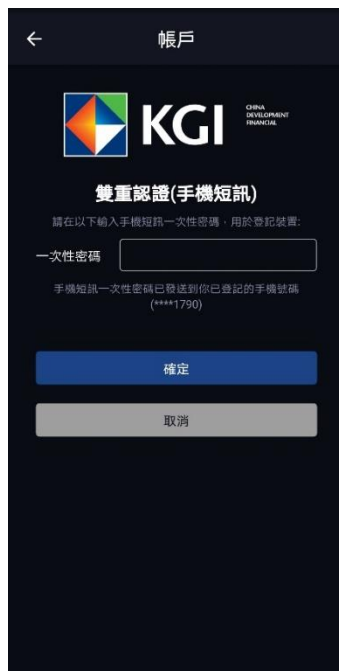 帳戶
KGI
CHINA
DEVELOPMENT
FINANCIAL
雙重認證(手機短訊)
請在以下輸入手機短訊一次性密碼，用於登記裝置:
一次性密碼
手機短訊一次性密碼已發送到你已登記的手機號碼
(****1790)
確定
取消